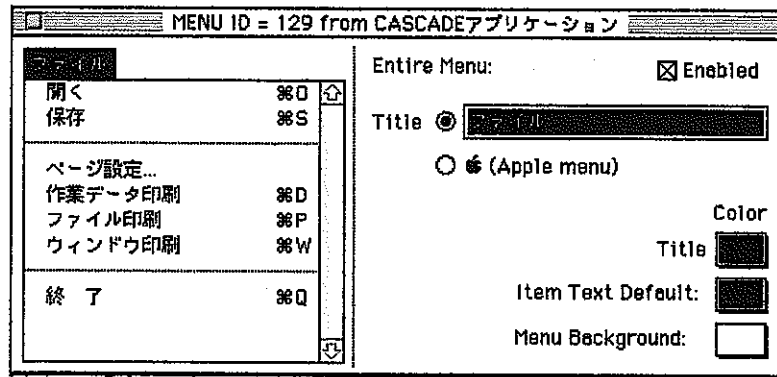 MENU ID = 129 from CASCADEアプリケーション
ファイル
開く ⌘O
保存 ⌘S
ページ設定...
作業データ印刷 ⌘D
ファイル印刷 ⌘P
ウィンドウ印刷 ⌘W
終 了 ⌘Q
Entire Menu:
Enabled
Title
ファイル
(Apple menu)
Color
Title
Item Text Default:
Menu Background: